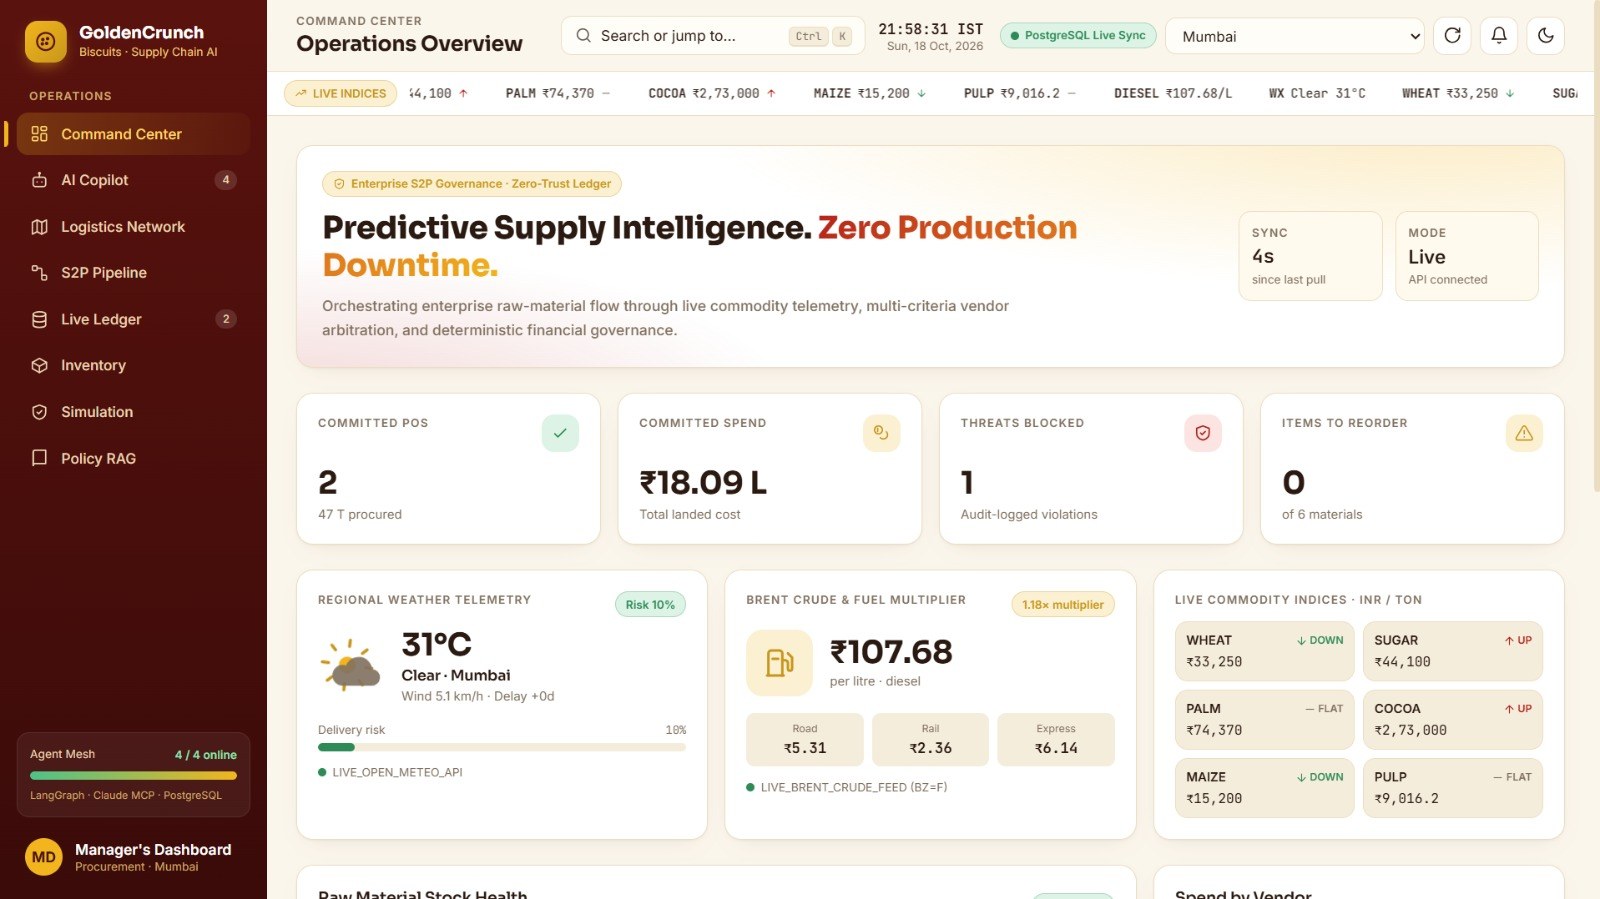 GoldenCrunch
Biscuits · Supply Chain AI
OPERATIONS
Command Center
AI Copilot 4
Logistics Network
S2P Pipeline
Live Ledger 2
Inventory
Simulation
Policy RAG
Agent Mesh 4 / 4 online
LangGraph · Claude MCP · PostgreSQL
MD
Manager's Dashboard
Procurement · Mumbai
COMMAND CENTER
Operations Overview
Search or jump to... Ctrl K
21:58:31 IST
Sun, 18 Oct, 2026
PostgreSQL Live Sync
Mumbai
LIVE INDICES 44,100 ↑ PALM ₹74,370 — COCOA ₹2,73,000 ↑ MAIZE ₹15,200 ↓ PULP ₹9,016.2 — DIESEL ₹107.68/L WX Clear 31°C WHEAT ₹33,250 ↓
Enterprise S2P Governance · Zero-Trust Ledger
Predictive Supply Intelligence. Zero Production
Downtime.
Orchestrating enterprise raw-material flow through live commodity telemetry, multi-criteria vendor
arbitration, and deterministic financial governance.
SYNC
4s
since last pull
MODE
Live
API connected
COMMITTED POS
2
47 T procured
COMMITTED SPEND
₹18.09 L
Total landed cost
THREATS BLOCKED
1
Audit-logged violations
ITEMS TO REORDER
0
of 6 materials
REGIONAL WEATHER TELEMETRY
Risk 10%
31°C
Clear · Mumbai
Wind 5.1 km/h · Delay +0d
Delivery risk 10%
LIVE_OPEN_METEO_API
BRENT CRUDE & FUEL MULTIPLIER
1.18× multiplier
₹107.68
per litre · diesel
Road
₹5.31
Rail
₹2.36
Express
₹6.14
LIVE_BRENT_CRUDE_FEED (BZ=F)
LIVE COMMODITY INDICES · INR / TON
WHEAT ↓ DOWN
₹33,250
SUGAR ↑ UP
₹44,100
PALM — FLAT
₹74,370
COCOA ↑ UP
₹2,73,000
MAIZE ↓ DOWN
₹15,200
PULP — FLAT
₹9,016.2
Raw Material Stock Health
Spend by Vendor